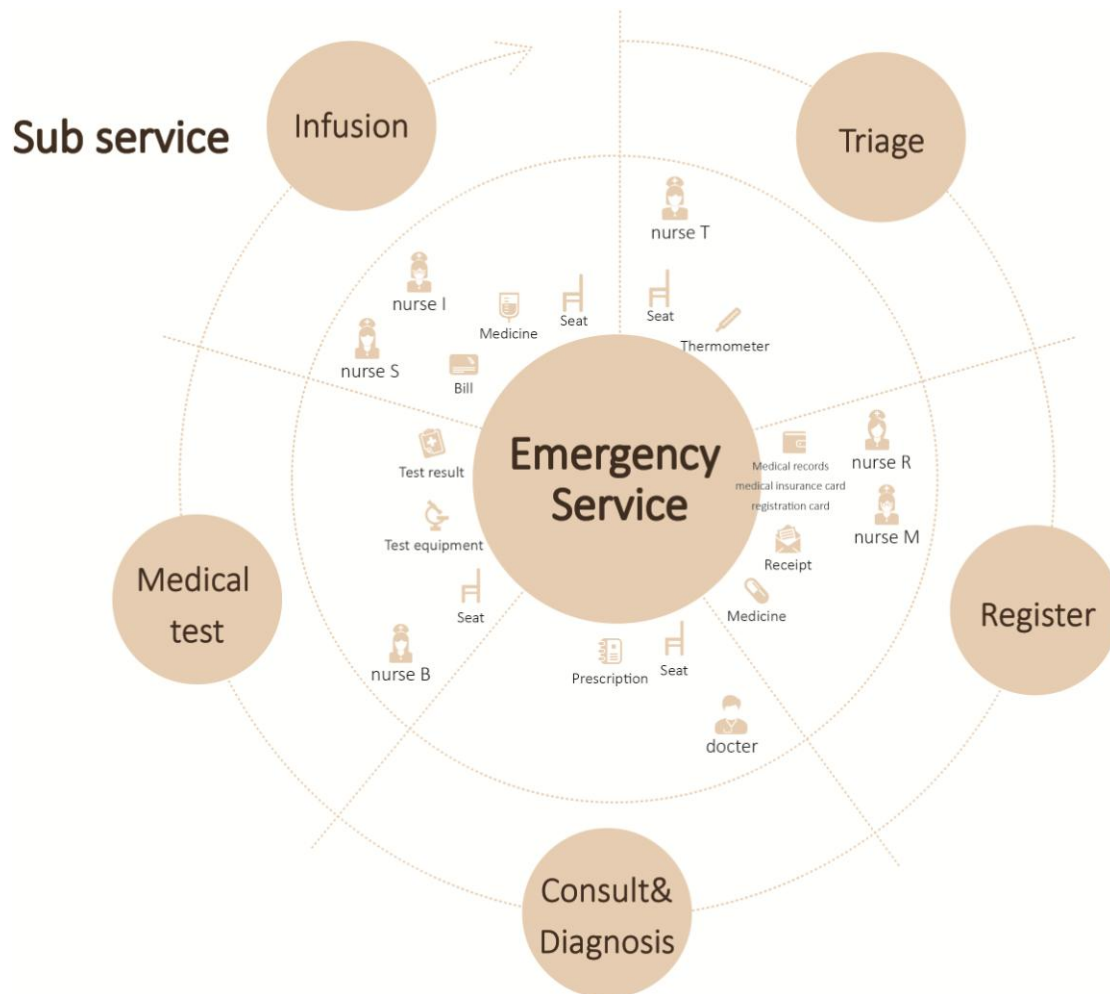 Sub service
Infusion
Triage
nurse T
Seat
Thermometer
nurse I
nurse S
Medicine
Seat
Bill
Emergency
Service
Medical records
medical insurance card
registration card
nurse R
nurse M
Receipt
Medicine
Register
Prescription
Seat
docter
Consult&
Diagnosis
Test result
Test equipment
Seat
nurse B
Medical
test